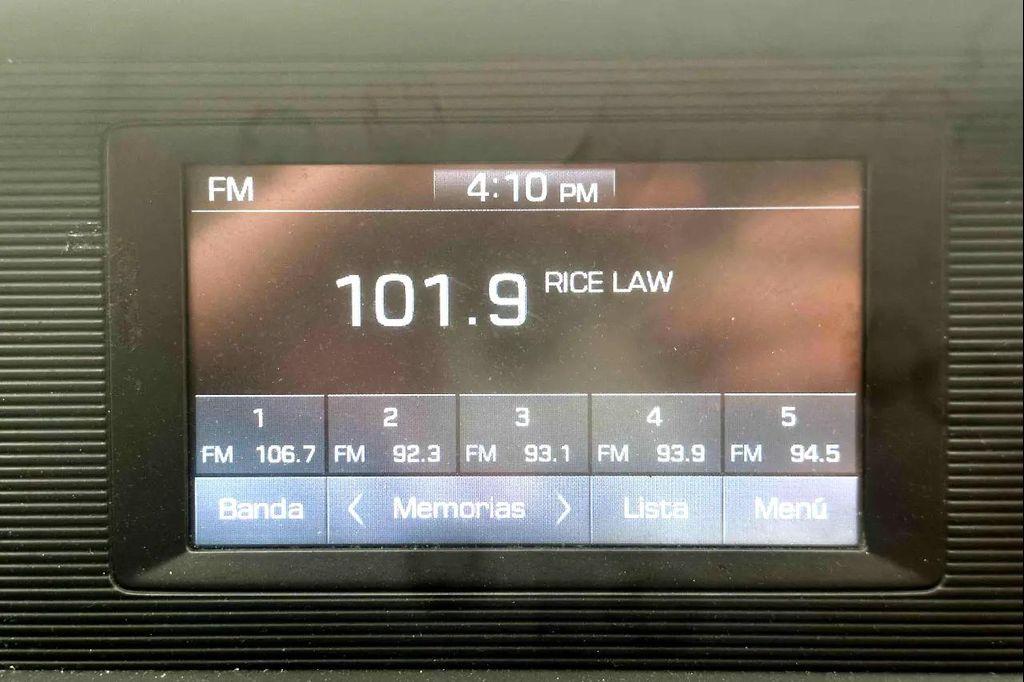 FM 4:10 PM
101.9 RICE LAW
1 2 3 4 5
FM 106.7 FM 92.3 FM 93.1 FM 93.9 FM 94.5
Banda < Memorias > Lista Menú